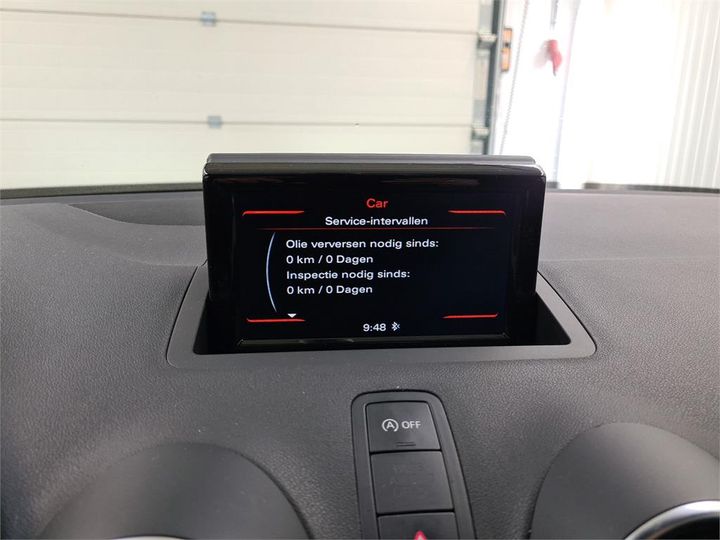 Car
Service-intervallen
Olie verversen nodig sinds:
0 km / 0 Dagen
Inspectie nodig sinds:
0 km / 0 Dagen
9:48
A OFF